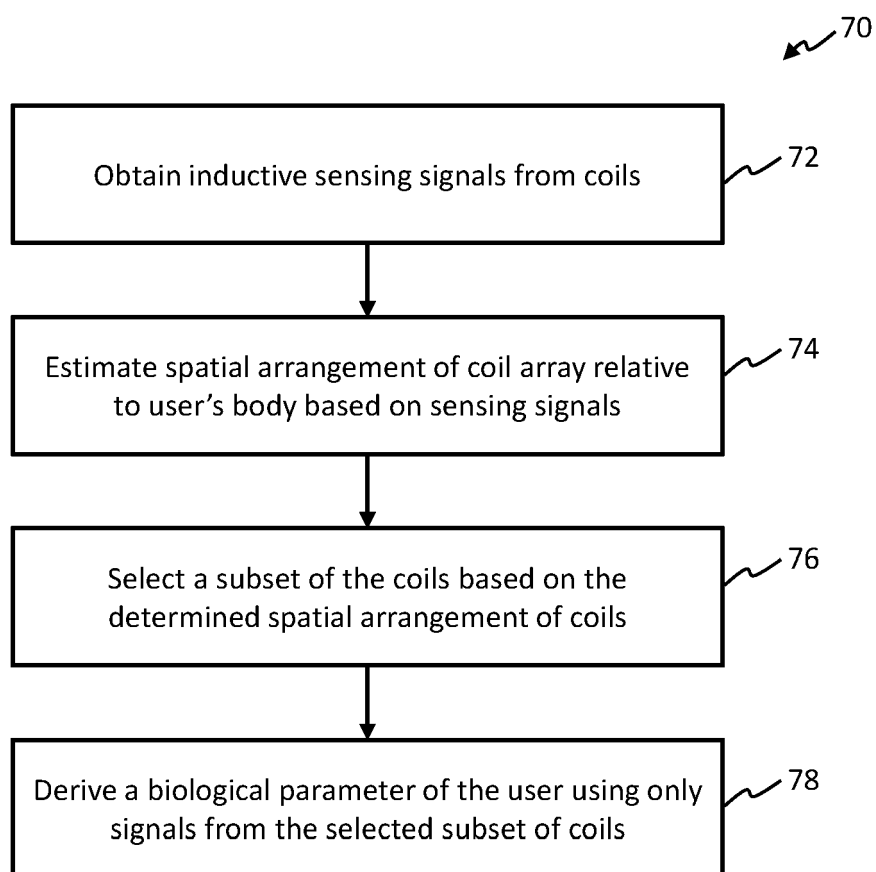 70
Obtain inductive sensing signals from coils
72
Estimate spatial arrangement of coil array relative
to user’s body based on sensing signals
74
Select a subset of the coils based on the
determined spatial arrangement of coils
76
Derive a biological parameter of the user using only
signals from the selected subset of coils
78